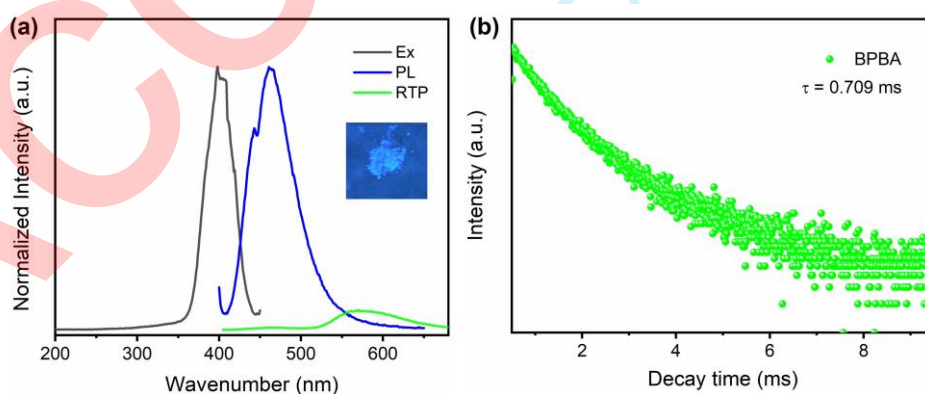 (a)
Ex
PL
RTP
Normalized Intensity (a.u.)
200 300 400 500 600
Wavenumber (nm)
(b)
BPBA
τ = 0.709 ms
Intensity (a.u.)
2 4 6 8
Decay time (ms)